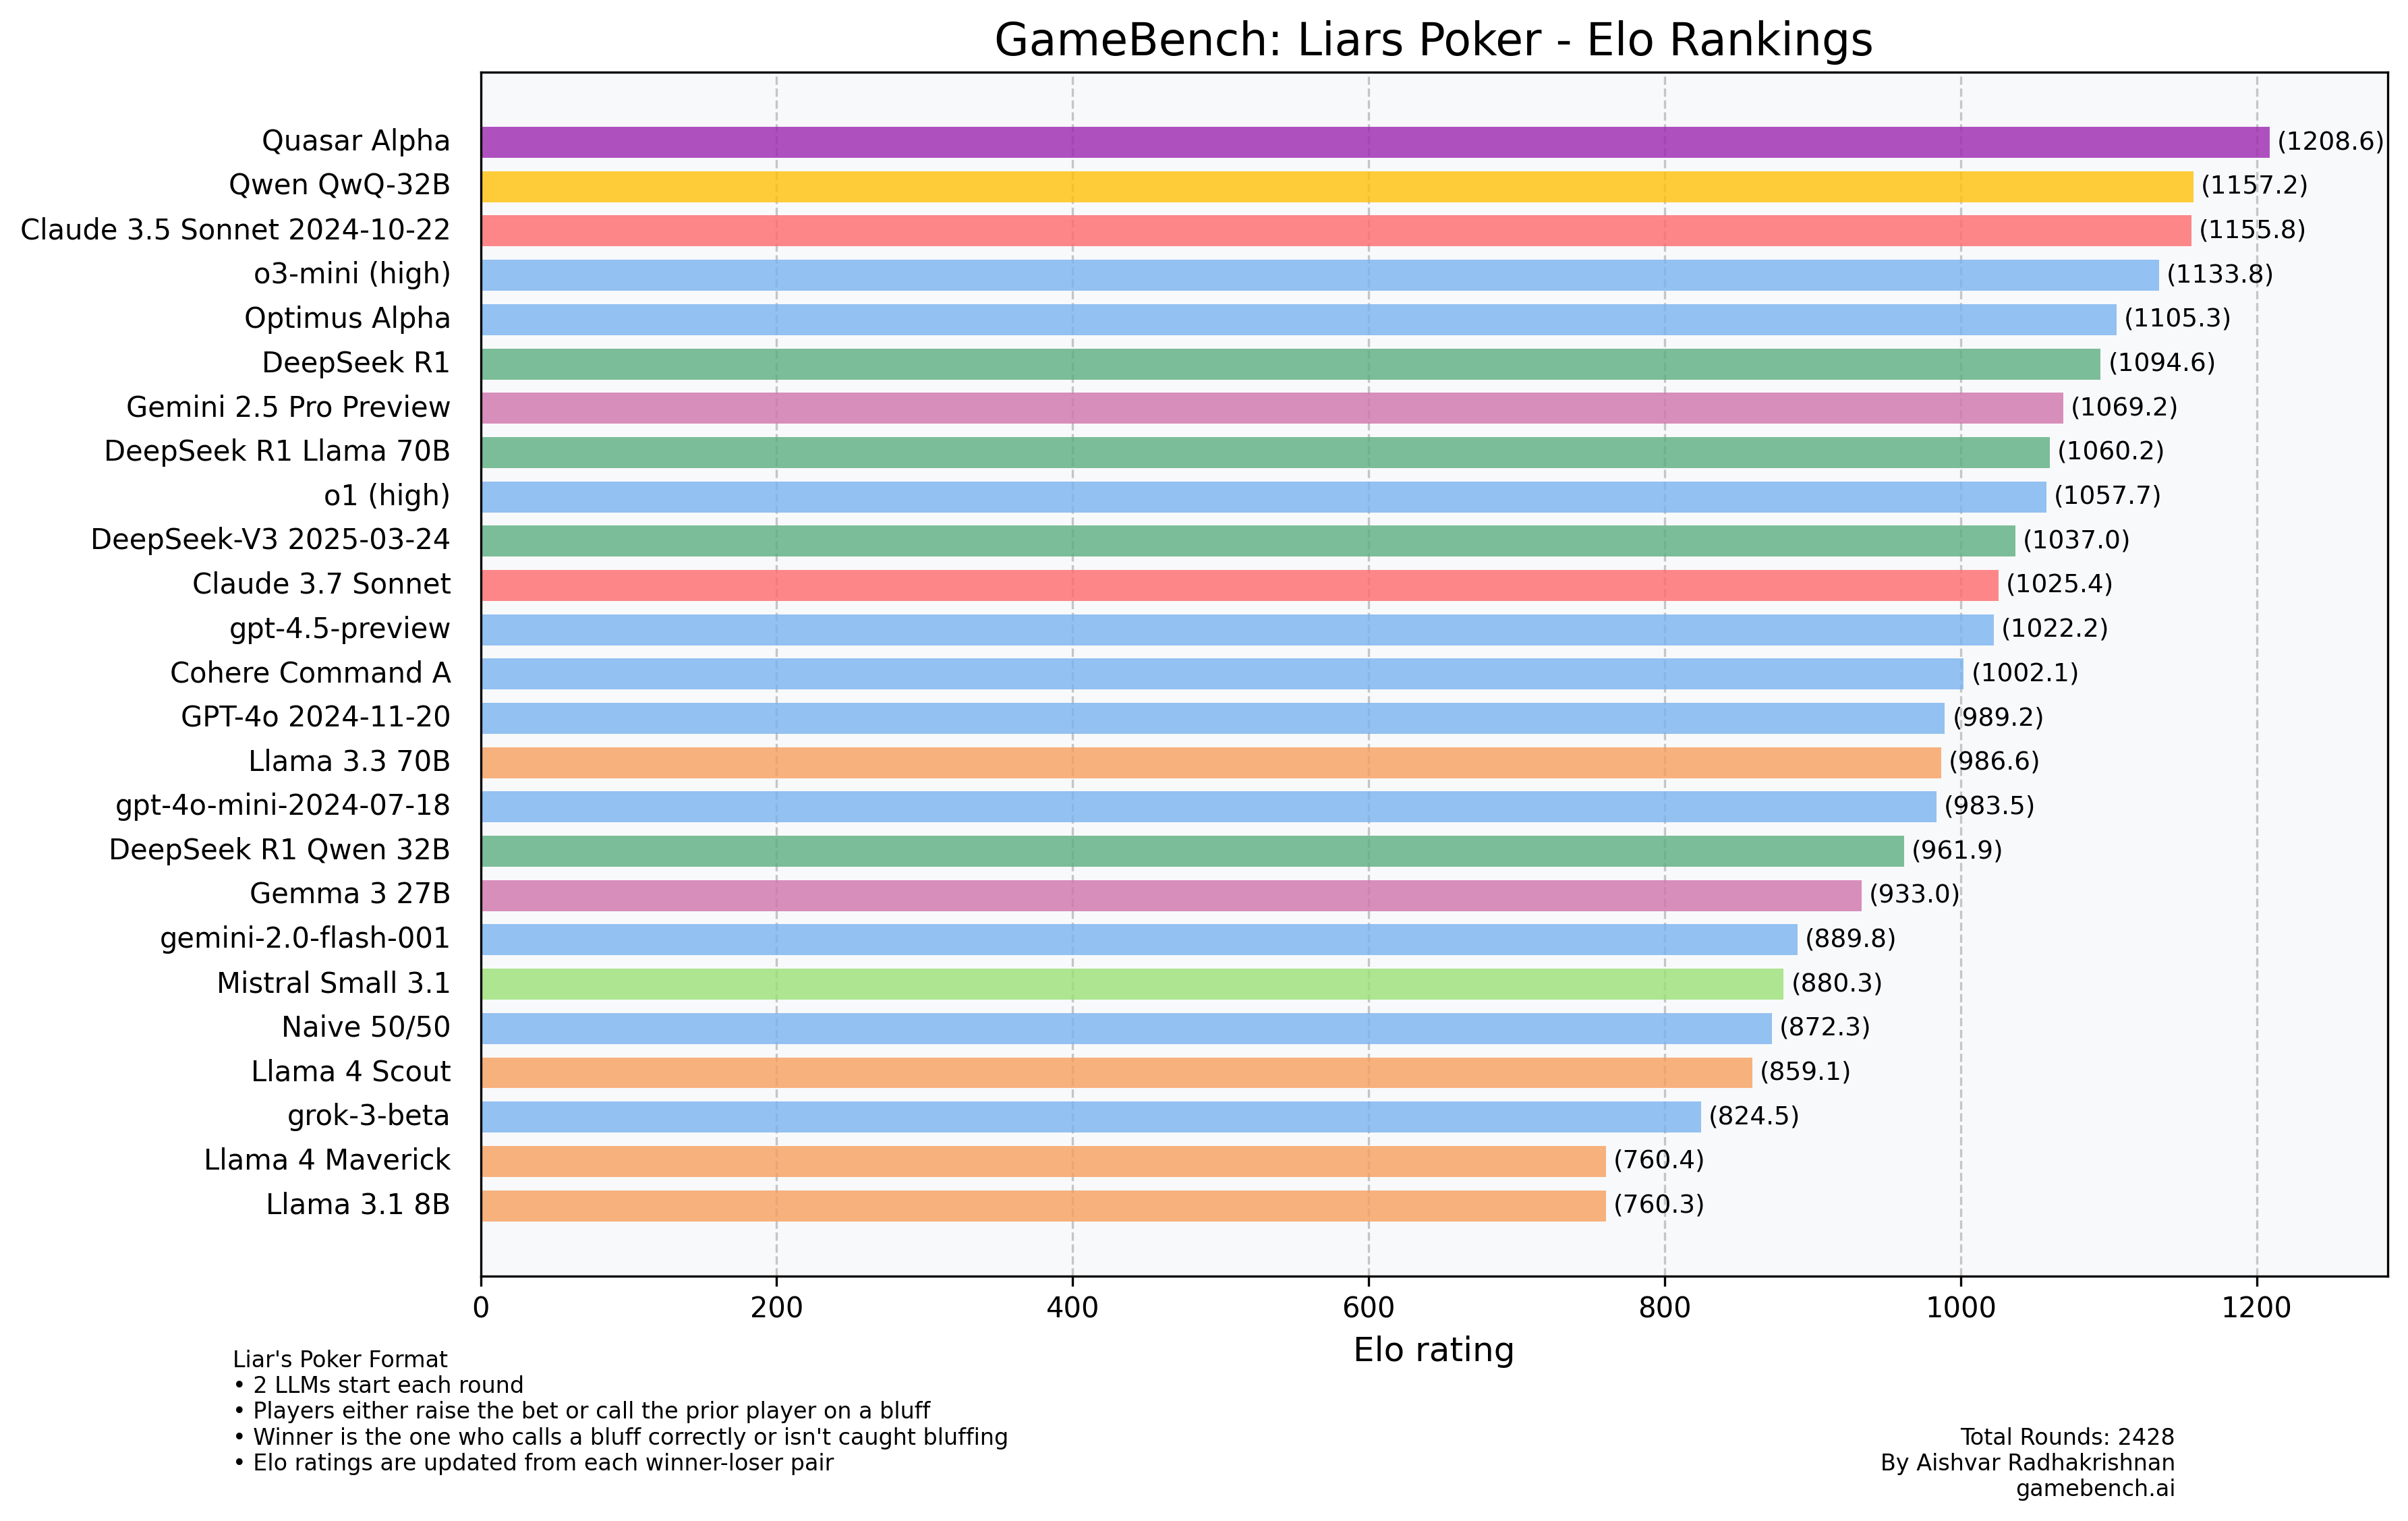 GameBench: Liars Poker - Elo Rankings
Quasar Alpha (1208.6)
Qwen QwQ-32B (1157.2)
Claude 3.5 Sonnet 2024-10-22 (1155.8)
o3-mini (high) (1133.8)
Optimus Alpha (1105.3)
DeepSeek R1 (1094.6)
Gemini 2.5 Pro Preview (1069.2)
DeepSeek R1 Llama 70B (1060.2)
o1 (high) (1057.7)
DeepSeek-V3 2025-03-24 (1037.0)
Claude 3.7 Sonnet (1025.4)
gpt-4.5-preview (1022.2)
Cohere Command A (1002.1)
GPT-4o 2024-11-20 (989.2)
Llama 3.3 70B (986.6)
gpt-4o-mini-2024-07-18 (983.5)
DeepSeek R1 Qwen 32B (961.9)
Gemma 3 27B (933.0)
gemini-2.0-flash-001 (889.8)
Mistral Small 3.1 (880.3)
Naive 50/50 (872.3)
Llama 4 Scout (859.1)
grok-3-beta (824.5)
Llama 4 Maverick (760.4)
Llama 3.1 8B (760.3)
0 200 400 600 800 1000 1200
Elo rating
Liar's Poker Format
• 2 LLMs start each round
• Players either raise the bet or call the prior player on a bluff
• Winner is the one who calls a bluff correctly or isn't caught bluffing
• Elo ratings are updated from each winner-loser pair
Total Rounds: 2428
By Aishvar Radhakrishnan
gamebench.ai